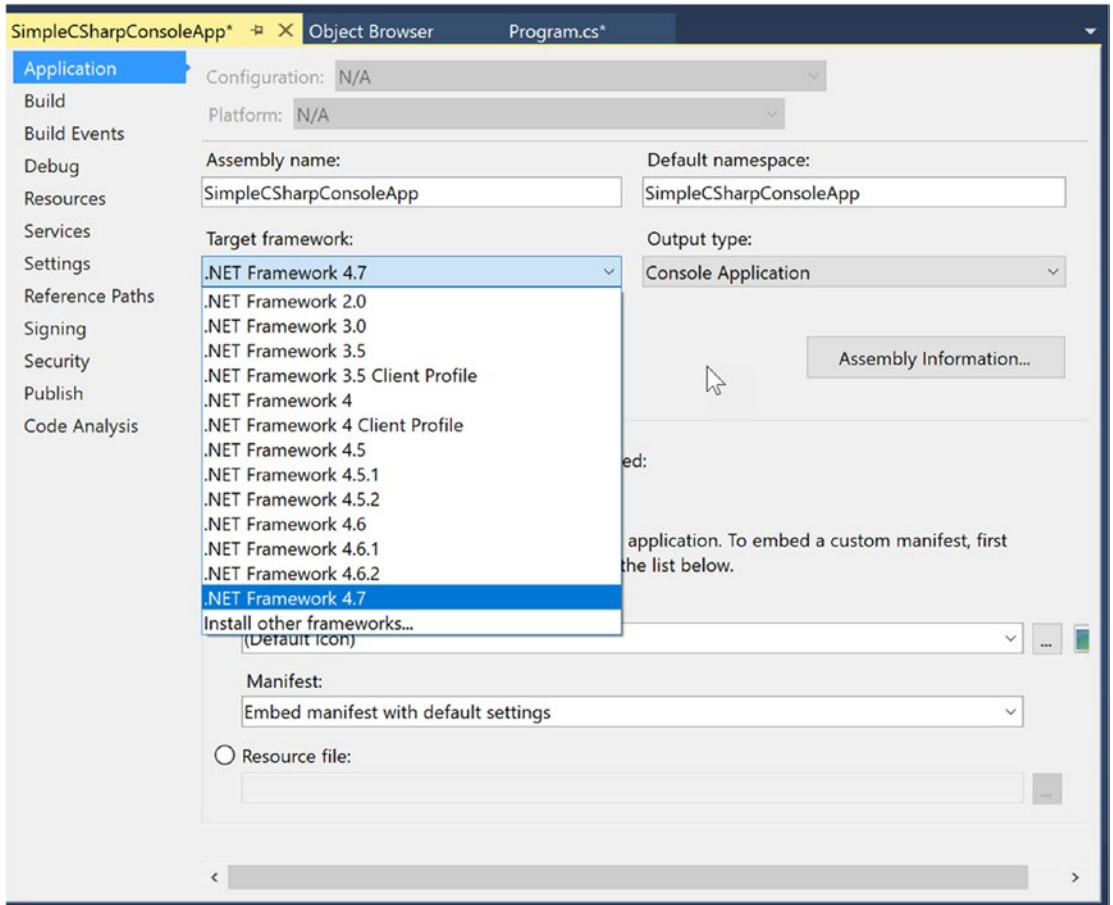 SimpleCSharpConsoleApp* Object Browser Program.cs*
Application
Build
Build Events
Debug
Resources
Services
Settings
Reference Paths
Signing
Security
Publish
Code Analysis
Configuration: N/A
Platform: N/A
Assembly name:
SimpleCSharpConsoleApp
Default namespace:
SimpleCSharpConsoleApp
Target framework:
.NET Framework 4.7
Output type:
Console Application
.NET Framework 2.0
.NET Framework 3.0
.NET Framework 3.5
.NET Framework 3.5 Client Profile
.NET Framework 4
.NET Framework 4 Client Profile
.NET Framework 4.5
.NET Framework 4.5.1
.NET Framework 4.5.2
.NET Framework 4.6
.NET Framework 4.6.1
.NET Framework 4.6.2
.NET Framework 4.7
Install other frameworks...
Assembly Information...
ed:
application. To embed a custom manifest, first
the list below.
(Default Icon)
...
Manifest:
Embed manifest with default settings
Resource file:
...